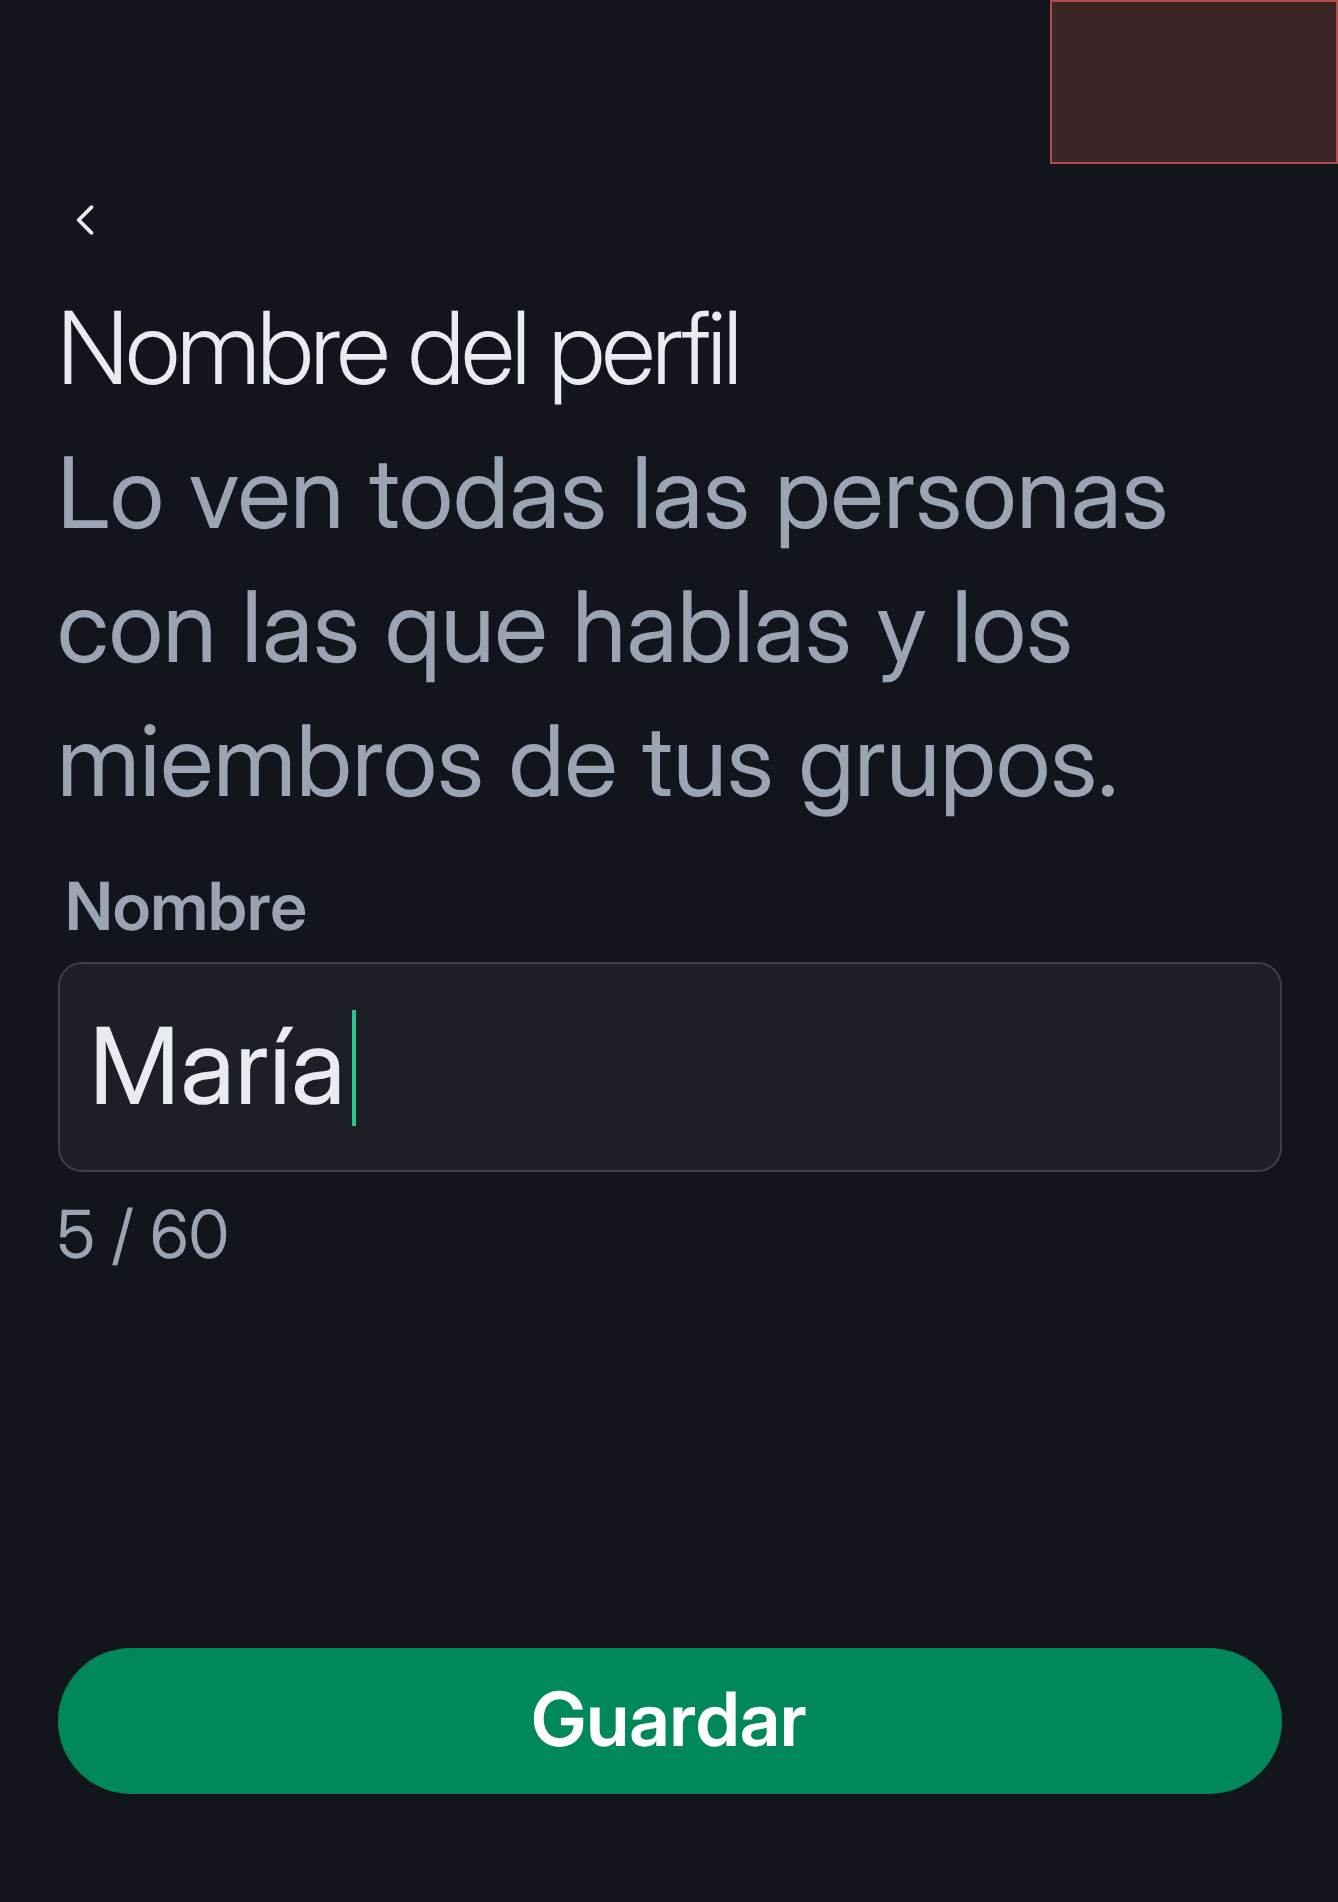 Nombre del perfil
Lo ven todas las personas
con las que hablas y los
miembros de tus grupos.
Nombre
María
5 / 60
Guardar